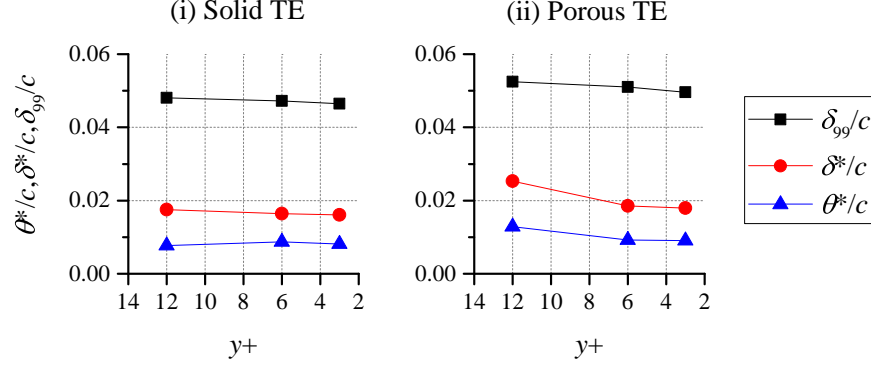 (i) Solid TE
(ii) Porous TE
θ*/c,δ*/c,δ99/c
0.06
0.04
0.02
0.00
14 12 10 8 6 4 2
y+
0.06
0.04
0.02
0.00
14 12 10 8 6 4 2
y+
δ99/c
δ*/c
θ*/c